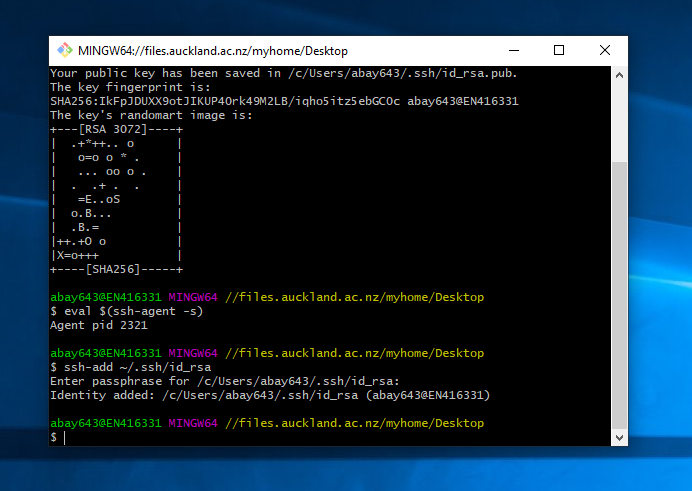 MINGW64://files.auckland.ac.nz/myhome/Desktop
Your public key has been saved in /c/Users/abay643/.ssh/id_rsa.pub.
The key fingerprint is:
SHA256:IkFpJDUXX9otJIKUP4Ork49M2LB/iqho5itz5ebGCOc abay643@EN416331
The key's randomart image is:
+---[RSA 3072]----+
|  .+*++.. o      |
|   o=o o * .     |
|   ... oo o .    |
|  .  .+ .  .     |
|   =E..oS        |
|  o.B...         |
|  .B.=           |
|++.+O o          |
|X=o+++           |
+----[SHA256]-----+
abay643@EN416331 MINGW64 //files.auckland.ac.nz/myhome/Desktop
$ eval $(ssh-agent -s)
Agent pid 2321
abay643@EN416331 MINGW64 //files.auckland.ac.nz/myhome/Desktop
$ ssh-add ~/.ssh/id_rsa
Enter passphrase for /c/Users/abay643/.ssh/id_rsa:
Identity added: /c/Users/abay643/.ssh/id_rsa (abay643@EN416331)
abay643@EN416331 MINGW64 //files.auckland.ac.nz/myhome/Desktop
$